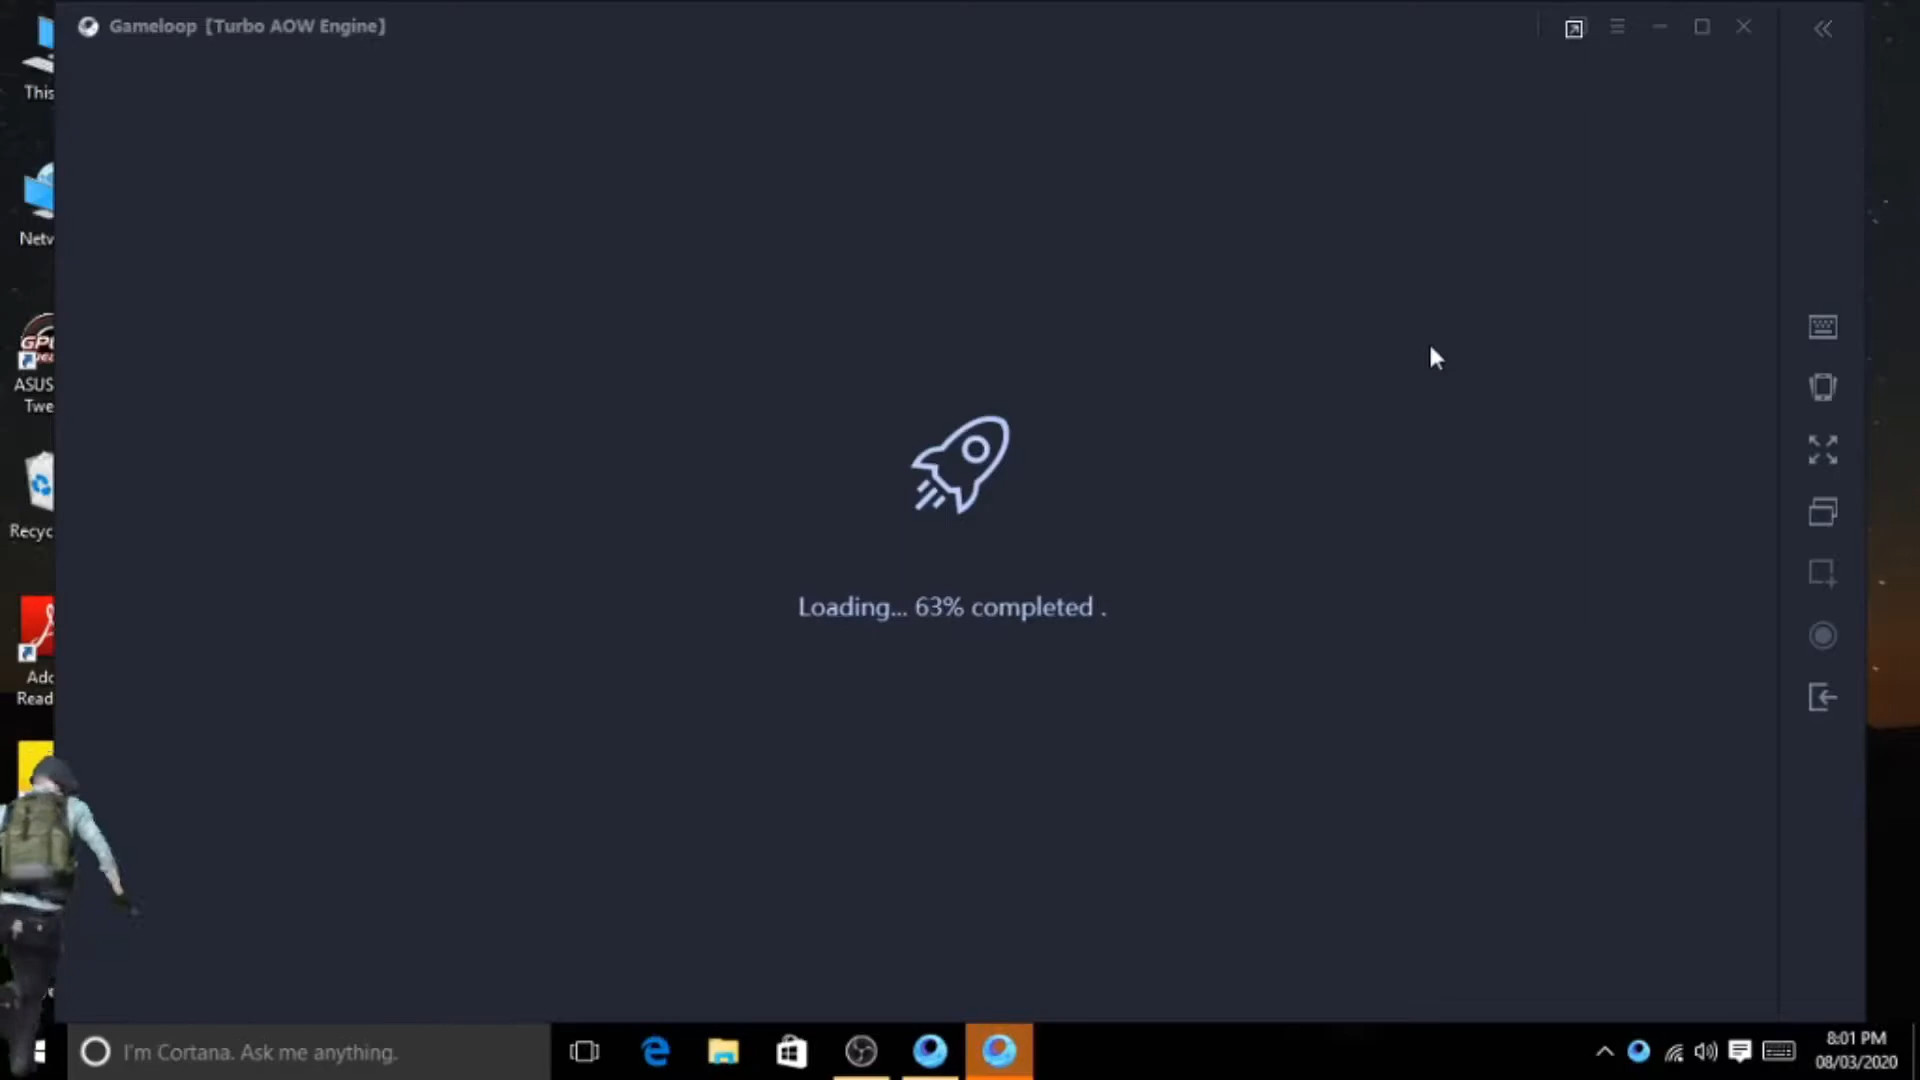 Gameloop [Turbo AOW Engine]
This
Netv
GPU
ASUS
Twe
Recyc
Adc
Read
Loading... 63% completed .
I'm Cortana. Ask me anything.
8:01 PM
08/03/2020